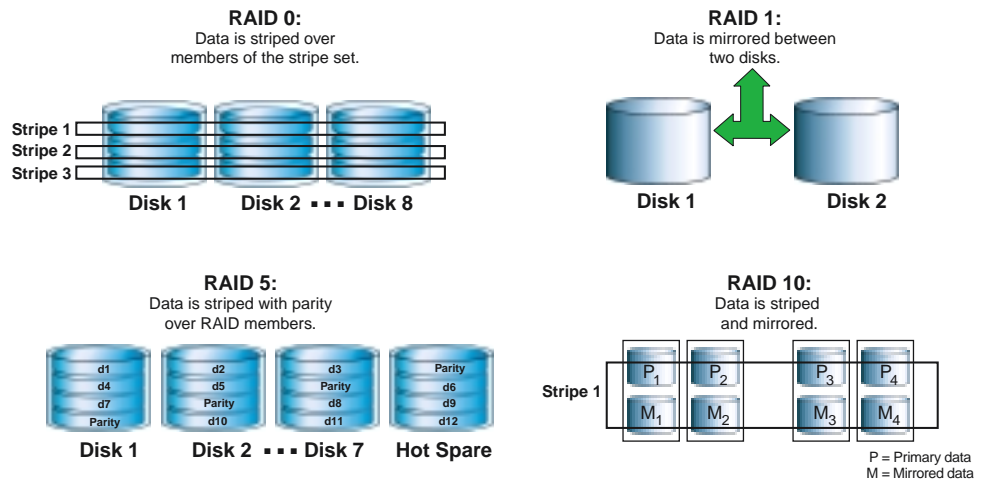 RAID 0:
Data is striped over
members of the stripe set.
Stripe 1
Stripe 2
Stripe 3
Disk 1
Disk 2
Disk 8
RAID 1:
Data is mirrored between
two disks.
Disk 1
Disk 2
RAID 5:
Data is striped with parity
over RAID members.
d1 d2 d3 Parity
d4 d5 Parity d6
d7 Parity d8 d9
Parity d10 d11 d12
Disk 1
Disk 2
Disk 7
Hot Spare
RAID 10:
Data is striped
and mirrored.
Stripe 1
P1 P2 P3 P4
M1 M2 M3 M4
P = Primary data
M = Mirrored data